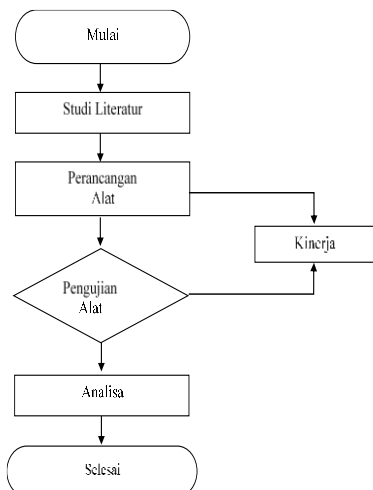 Mulai
Studi Literatur
Perancangan
Alat
Kinerja
Pengujian
Alat
Analisa
Selesai